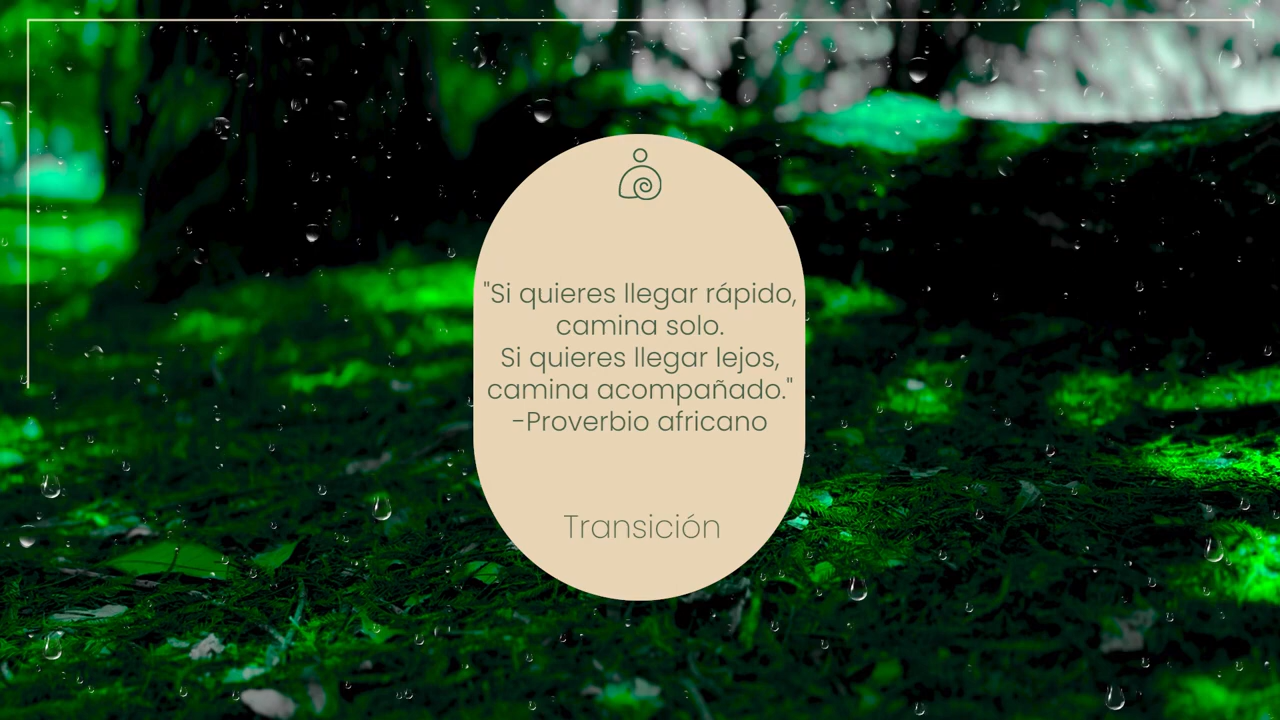 "Si quieres llegar rápido,
camina solo.
Si quieres llegar lejos,
camina acompañado."
-Proverbio africano
Transición